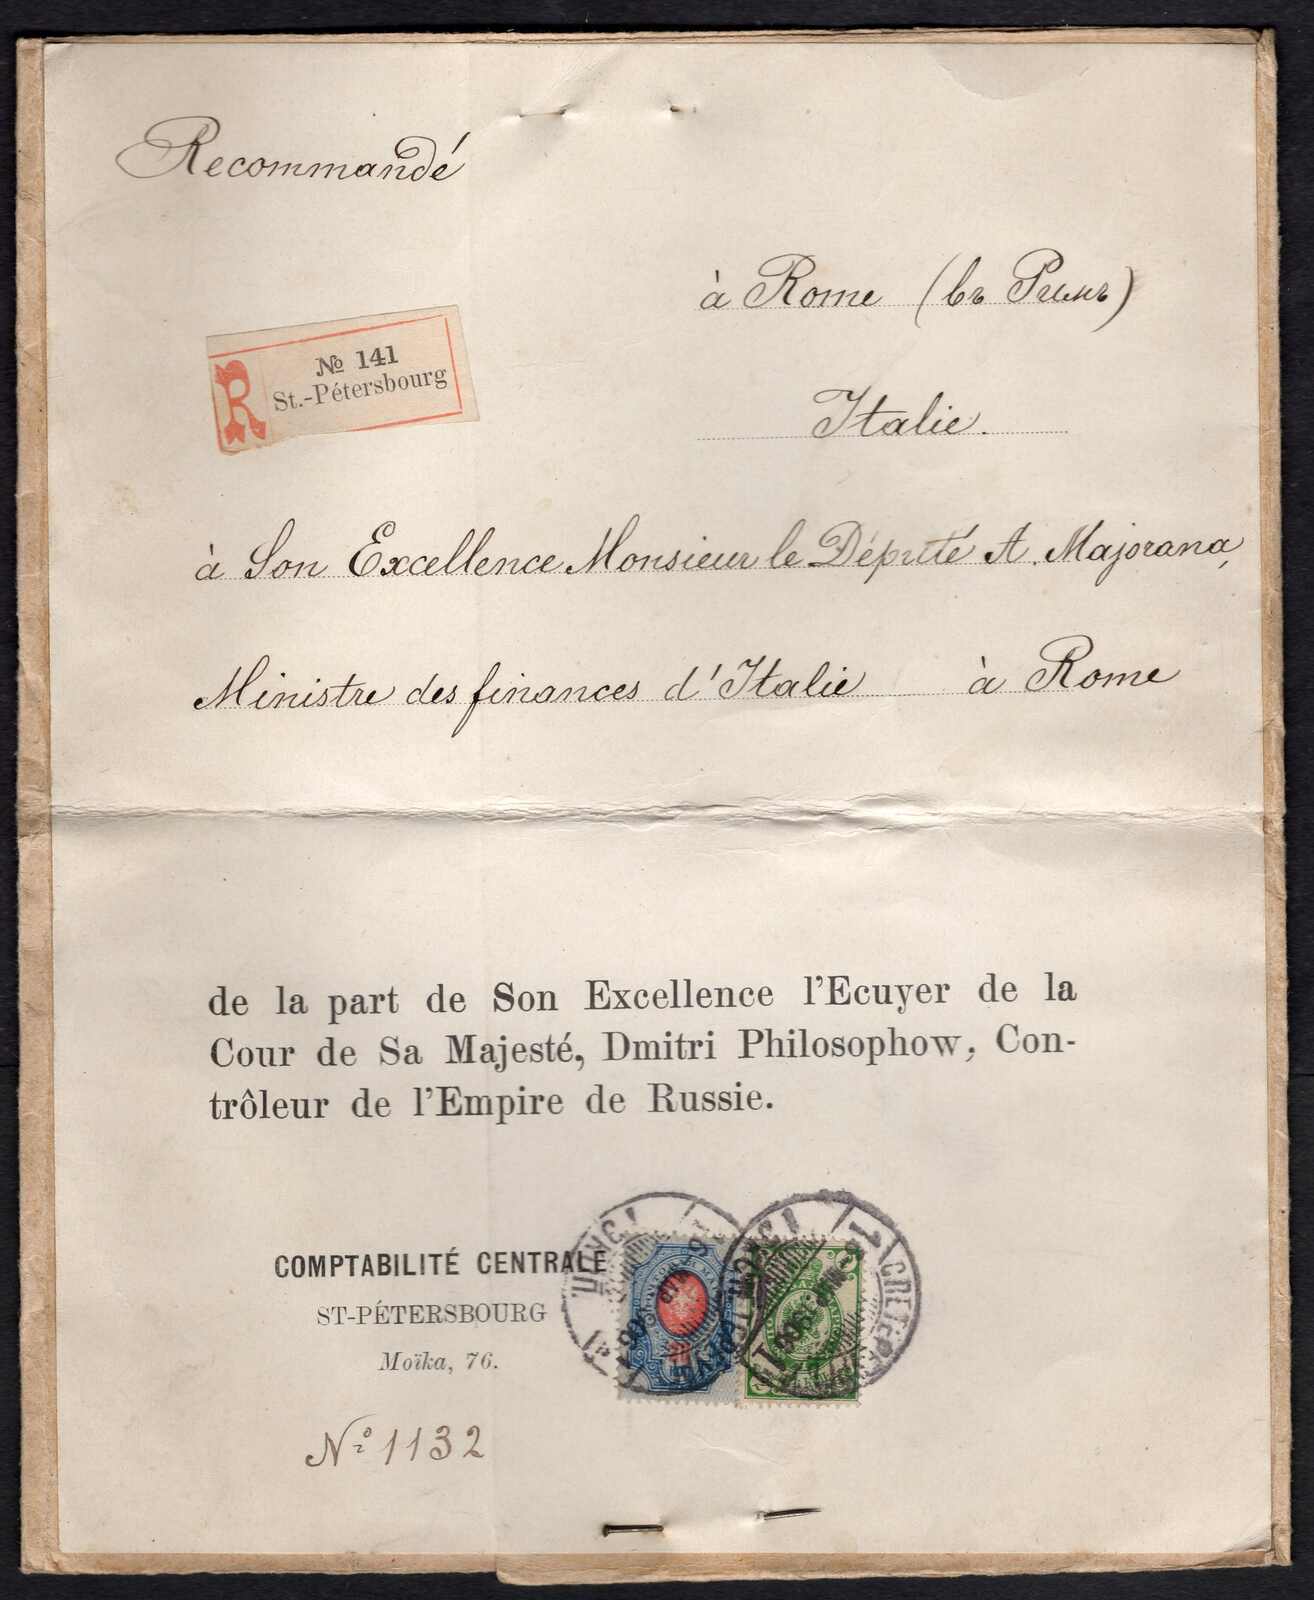 Recommandé
à Rome (въ Римъ)
№ 141
R St.-Pétersbourg
Italie.
à Son Excellence Monsieur le Député A. Majorana,
Ministre des finances d'Italie à Rome
de la part de Son Excellence l'Ecuyer de la
Cour de Sa Majesté, Dmitri Philosophow, Con-
trôleur de l'Empire de Russie.
COMPTABILITÉ CENTRALE
ST-PÉTERSBOURG
Moïka, 76.
№ 1132